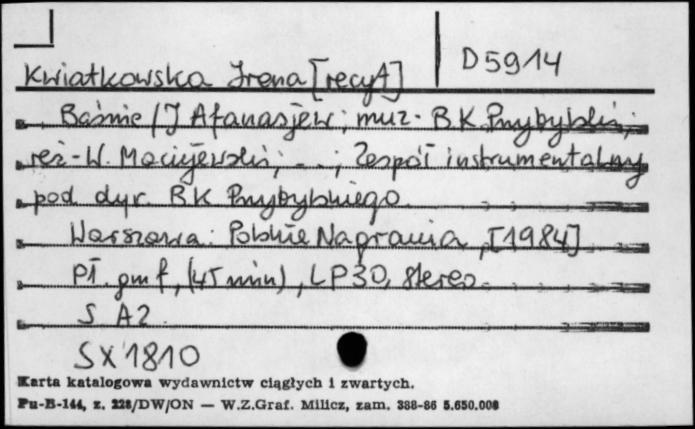 D5914
Kwiatkowska Irena [recyt]
Baśnie / J Afanasjew; muz. B.K. Przybylski;
reż-W. Maciejewski; ...; Zespół instrumentalny
pod dyr. BK Przybylskiego
Warszawa: Polskie Nagrania, [1984]
Pł. gmf, (45 min), LP30, stereo
S A2
SX 1810
Karta katalogowa wydawnictw ciągłych i zwartych.
Pu-B-144, z. 228/DW/ON — W.Z.Graf. Milicz, zam. 388-86 5.650.000